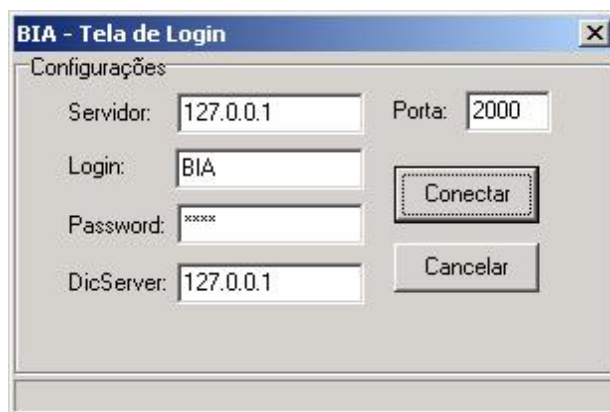 BIA - Tela de Login
Configurações
Servidor: 127.0.0.1 Porta: 2000
Login: BIA
Conectar
Password: ****
Cancelar
DicServer: 127.0.0.1